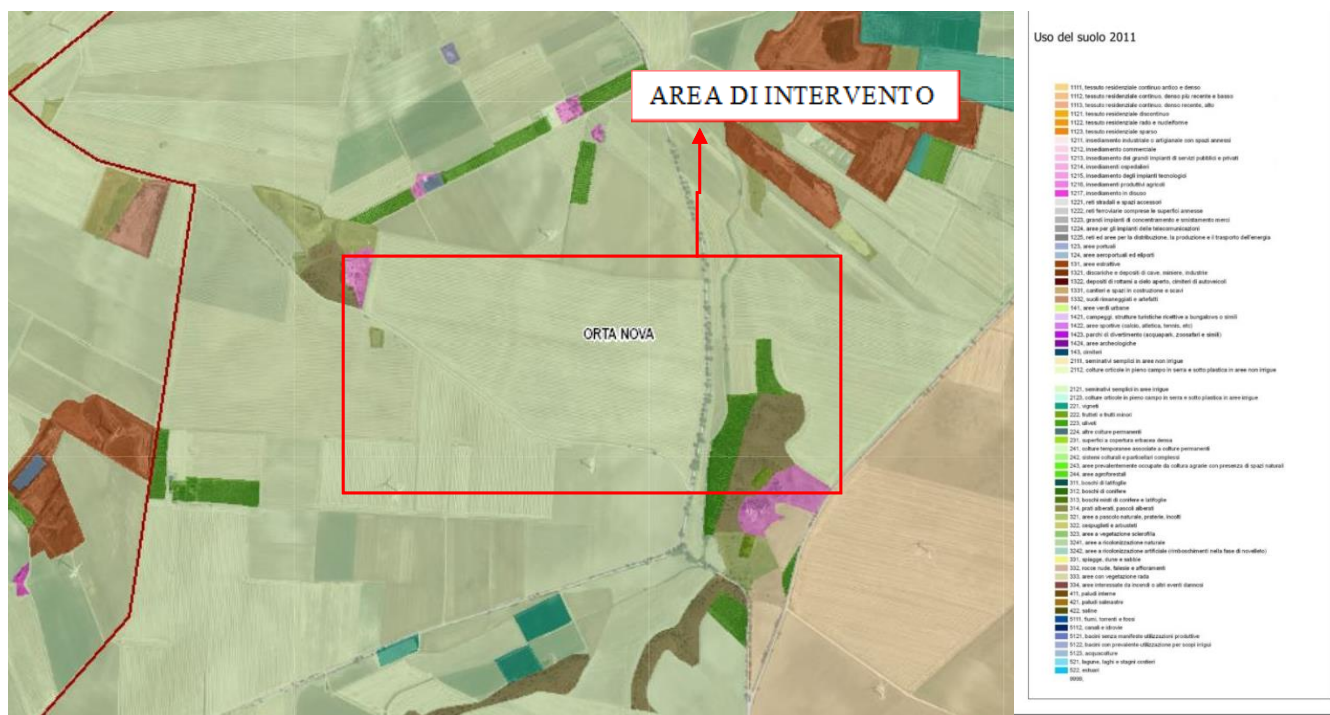 AREA DI INTERVENTO
ORTA NOVA
Uso del suolo 2011
1111, tessuto residenziale continuo antico e denso
1112, tessuto residenziale continuo, denso più recente e basso
1113, tessuto residenziale continuo, denso recente, alto
1121, tessuto residenziale discontinuo
1122, tessuto residenziale rado e nucleiforme
1123, tessuto residenziale sparso
1211, insediamento industriale o artigianale con spazi annessi
1212, insediamento commerciale
1213, insediamento dei grandi impianti di servizi pubblici e privati
1214, insediamenti ospedalieri
1215, insediamento degli impianti tecnologici
1216, insediamenti produttivi agricoli
1217, insediamento in disuso
1221, reti stradali e spazi accessori
1222, reti ferroviarie comprese le superfici annesse
1223, grandi impianti di concentramento e smistamento merci
1224, aree per gli impianti delle telecomunicazioni
1225, reti ed aree per la distribuzione, la produzione e il trasporto dell'energia
123, aree portuali
124, aree aeroportuali ed eliporti
131, aree estrattive
1321, discariche e depositi di cave, miniere, industrie
1322, depositi di rottami a cielo aperto, cimiteri di autoveicoli
1331, cantieri e spazi in costruzione e scavi
1332, suoli rimaneggiati e artefatti
141, aree verdi urbane
1421, campeggi, strutture turistiche ricettive a bungalows o simili
1422, aree sportive (calcio, atletica, tennis, etc)
1423, parchi di divertimento (acquapark, zoosafari e simili)
1424, aree archeologiche
143, cimiteri
2111, seminativi semplici in aree non irrigue
2112, colture orticole in pieno campo in serra e sotto plastica in aree non irrigue
2121, seminativi semplici in aree irrigue
2123, colture orticole in pieno campo in serra e sotto plastica in aree irrigue
221, vigneti
222, frutteti e frutti minori
223, uliveti
224, altre colture permanenti
231, superfici a copertura erbacea densa
241, colture temporanee associate a colture permanenti
242, sistemi colturali e particellari complessi
243, aree prevalentemente occupate da coltura agrarie con presenza di spazi naturali
244, aree agroforestali
311, boschi di latifoglie
312, boschi di conifere
313, boschi misti di conifere e latifoglie
314, prati alberati, pascoli alberati
321, aree a pascolo naturale, praterie, incolti
322, cespuglieti e arbusteti
323, aree a vegetazione sclerofilla
3241, aree a ricolonizzazione naturale
3242, aree a ricolonizzazione artificiale (rimboschimenti nella fase di novelleto)
331, spiagge, dune e sabbie
332, rocce nude, falesie e affioramenti
333, aree con vegetazione rada
334, aree interessate da incendi o altri eventi dannosi
411, paludi interne
421, paludi salmastre
422, saline
5111, fiumi, torrenti e fossi
5112, canali e idrovie
5121, bacini senza manifeste utilizzazioni produttive
5122, bacini con prevalente utilizzazione per scopi irrigui
5123, acquacolture
521, lagune, laghi e stagni costieri
522, estuari
9999,